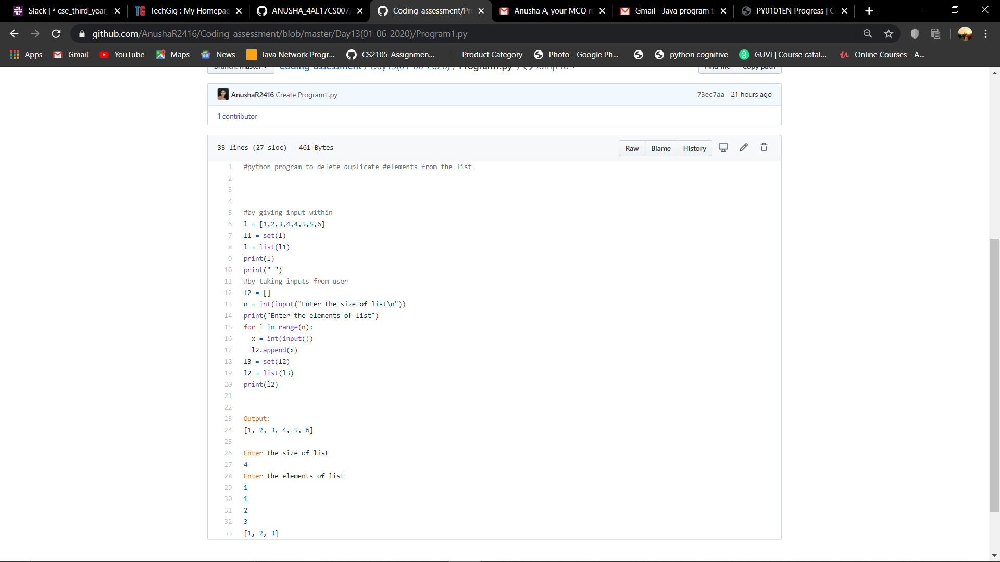 Slack | * cse_third_year_
TechGig : My Homepag
ANUSHA_4AL17CS007/
Coding-assessment/Pro
Anusha A, your MCQ re
Gmail - Java program t
PY0101EN Progress | C
github.com/AnushaR2416/Coding-assessment/blob/master/Day13(01-06-2020)/Program1.py
Apps
Gmail
YouTube
Maps
News
Java Network Progr...
CS2105-Assignmen...
Product Category
Photo - Google Ph...
python cognitive
GUVI | Course catal...
Online Courses - A...
Branch: master
Coding-assessment / Day13(01-06-2020) / Program1.py / <> Jump to
Find file
Copy path
AnushaR2416 Create Program1.py
73ec7aa 21 hours ago
1 contributor
33 lines (27 sloc) 461 Bytes
Raw
Blame
History
1 #python program to delete duplicate #elements from the list
2
3
4
5 #by giving input within
6 l = [1,2,3,4,4,5,5,6]
7 l1 = set(l)
8 l = list(l1)
9 print(l)
10 print(" ")
11 #by taking inputs from user
12 l2 = []
13 n = int(input("Enter the size of list\n"))
14 print("Enter the elements of list")
15 for i in range(n):
16 x = int(input())
17 l2.append(x)
18 l3 = set(l2)
19 l2 = list(l3)
20 print(l2)
21
22
23 Output:
24 [1, 2, 3, 4, 5, 6]
25
26 Enter the size of list
27 4
28 Enter the elements of list
29 1
30 1
31 2
32 3
33 [1, 2, 3]